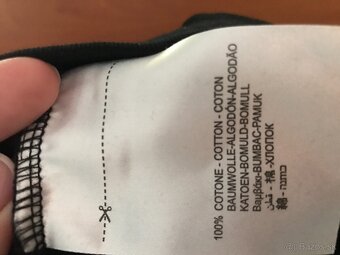 100% COTONE - COTTON - COTON
BAUMWOLLE-ALGODÓN-ALGODÃO
KATOEN-BOMULD-BOMULL
Βαμβάκι-BUMBAC-PAMUK
قطن - 棉 -ХЛОПОК
綿 - כותנה